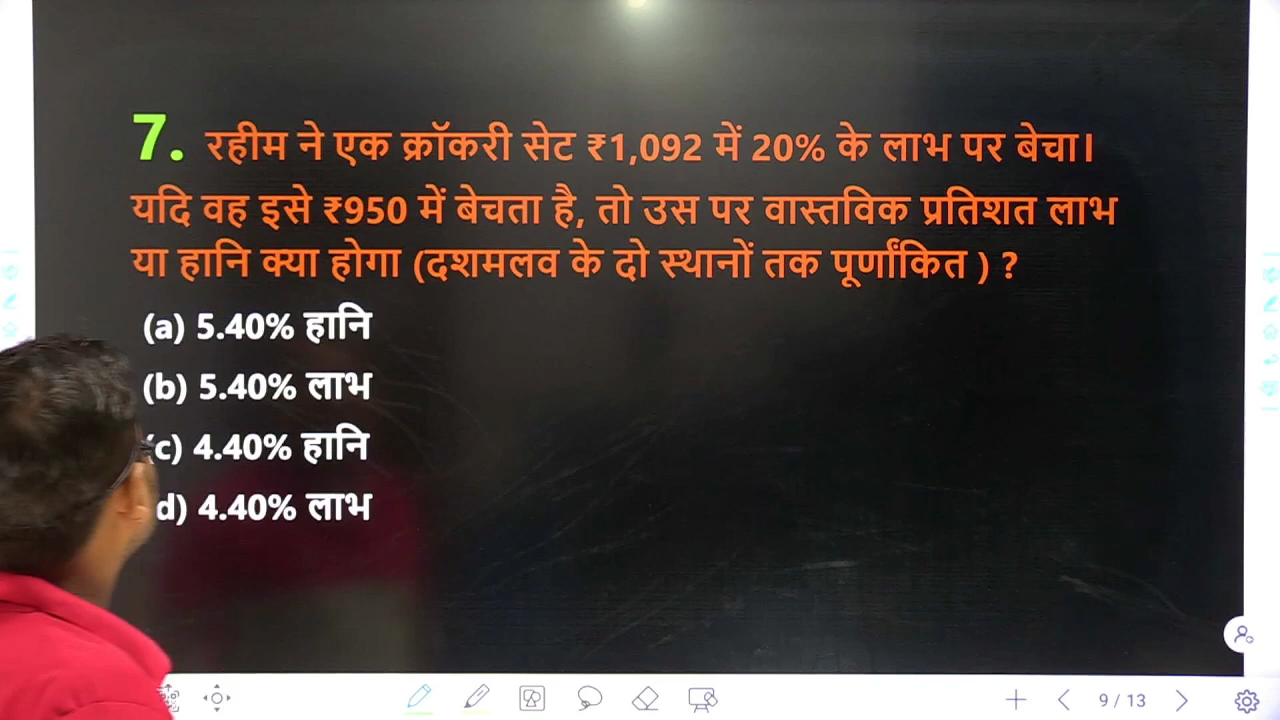 7. रहीम ने एक क्रॉकरी सेट ₹1,092 में 20% के लाभ पर बेचा।
यदि वह इसे ₹950 में बेचता है, तो उस पर वास्तविक प्रतिशत लाभ
या हानि क्या होगा (दशमलव के दो स्थानों तक पूर्णांकित ) ?
(a) 5.40% हानि
(b) 5.40% लाभ
(c) 4.40% हानि
d) 4.40% लाभ
9 / 13